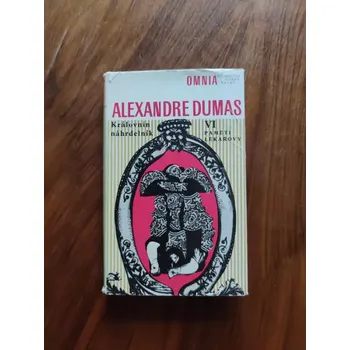 OMNIA
ALEXANDRE DUMAS
Královnin
náhrdelník
VI
PAMĚTI
LÉKAŘOVY